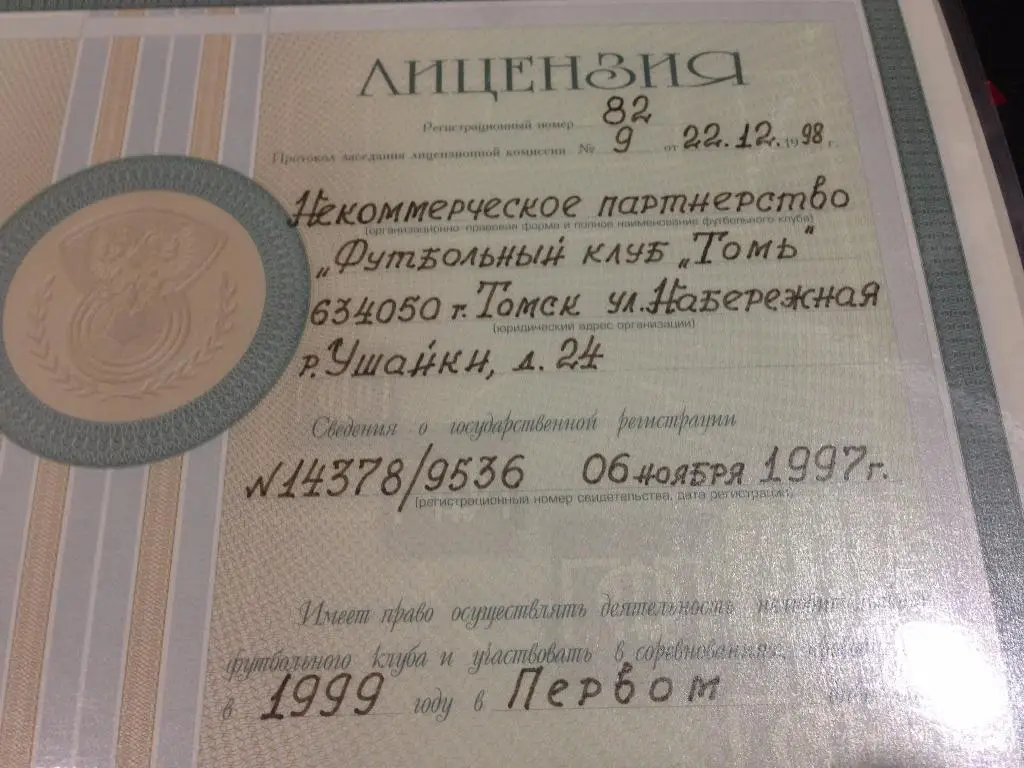 ЛИЦЕНЗИЯ
Регистрационный номер 82
Протокол заседания лицензионной комиссии № 9 от 22.12.1998 г.
Некоммерческое партнерство
(организационно-правовая форма и полное наименование футбольного клуба)
„Футбольный клуб „Томь"
634050 г. Томск ул. Набережная
(юридический адрес организации)
р. Ушайки, д. 24
Сведения о государственной регистрации
N14378/9536 06 ноября 1997 г.
(регистрационный номер свидетельства, дата регистрации)
Имеет право осуществлять деятельность
футбольного клуба и участвовать в соревнованиях,
в 1999 году в Первом